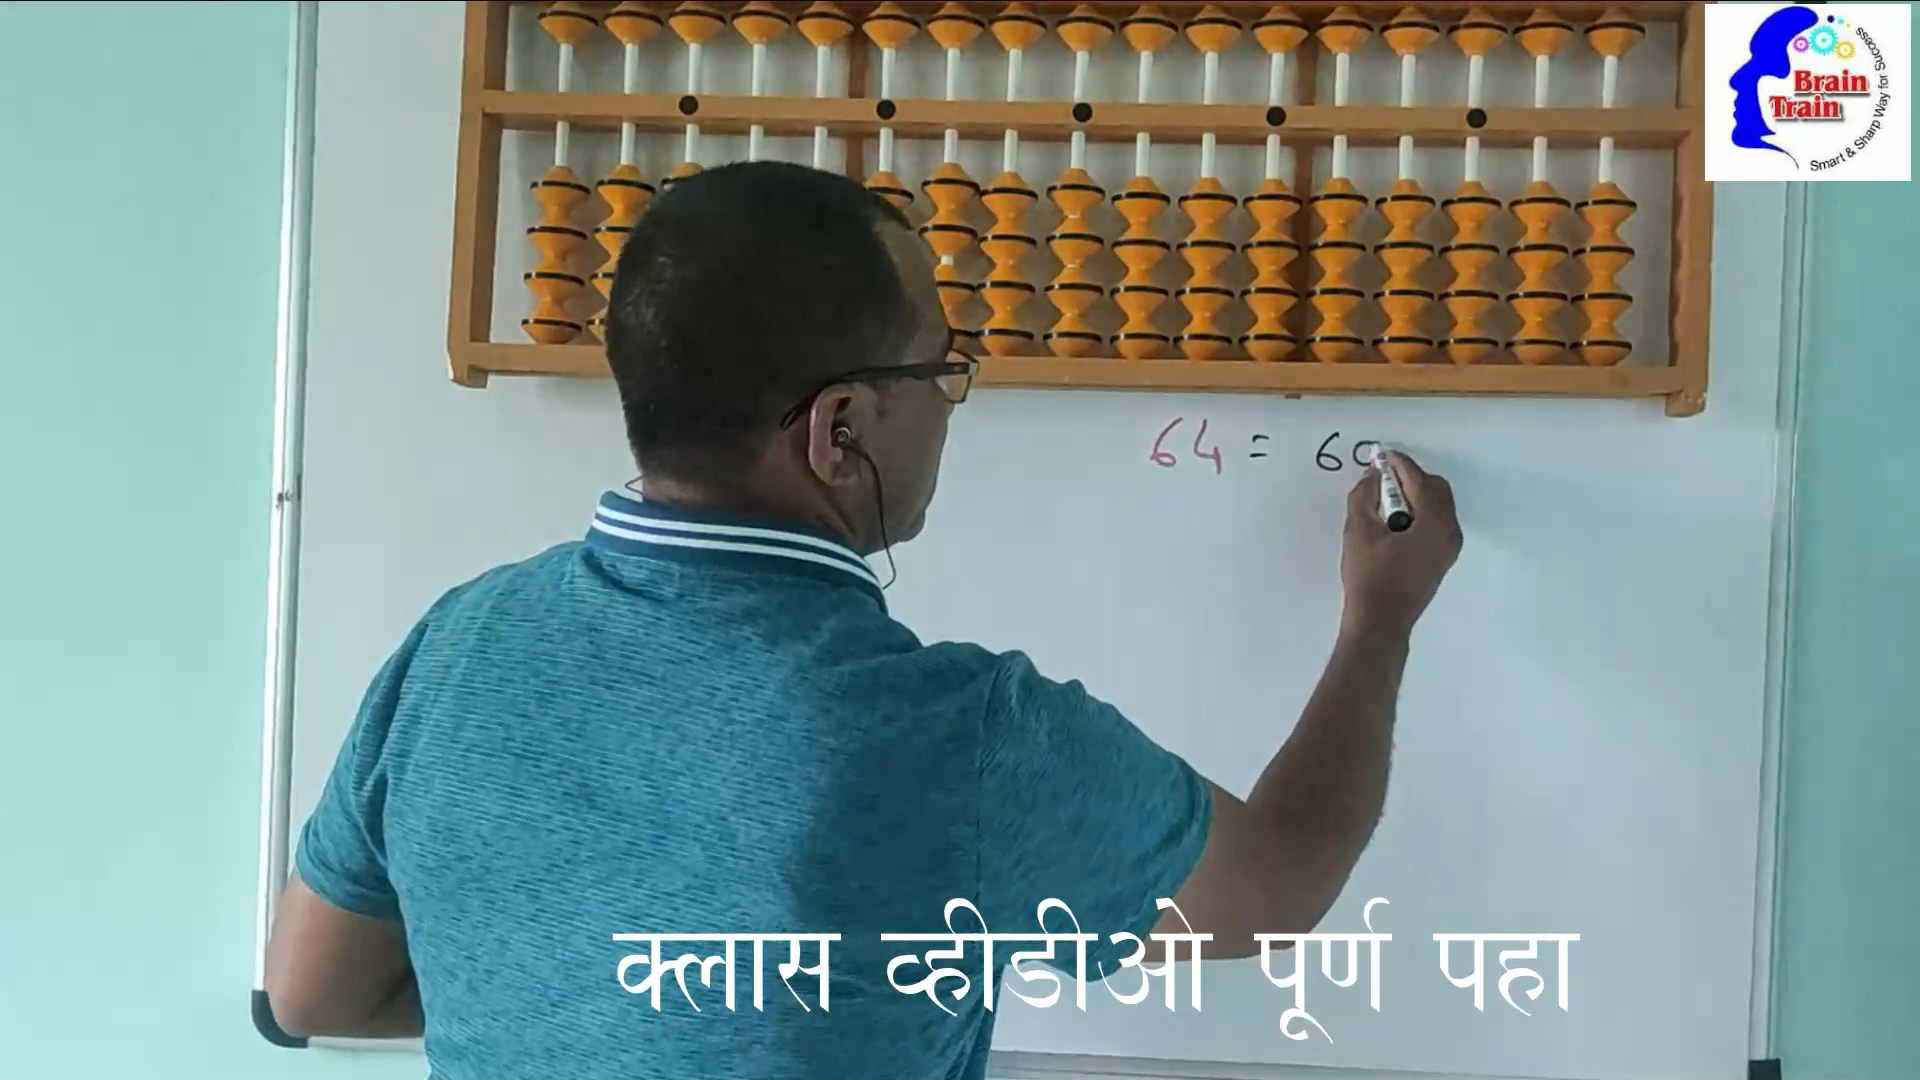 Brain
Train
Smart & Sharp Way for Success
64 = 60
क्लास व्हीडीओ पूर्ण पहा